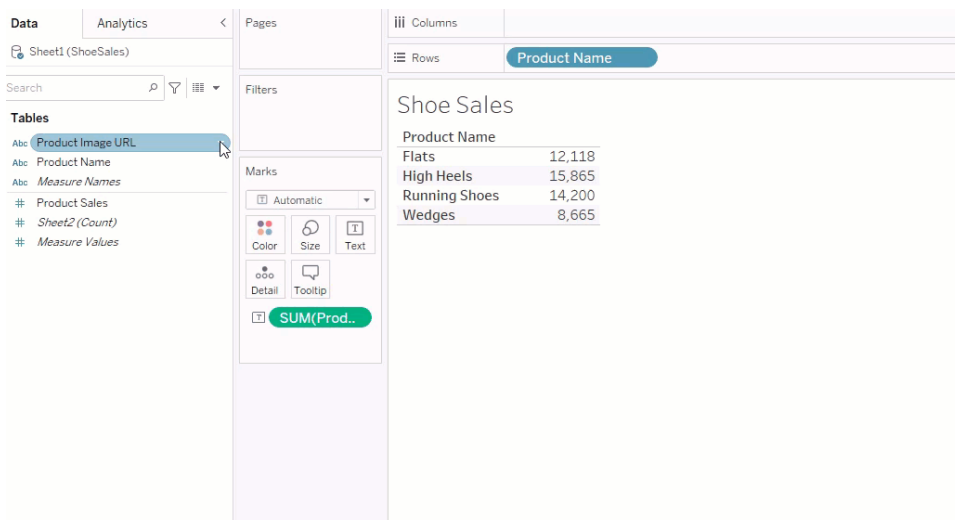 Data
Analytics
Sheet1 (ShoeSales)
Search
Tables
Abc Product Image URL
Abc Product Name
Abc Measure Names
# Product Sales
# Sheet2 (Count)
# Measure Values
Pages
Filters
Marks
T Automatic
Color Size Text
Detail Tooltip
T SUM(Prod..
iii Columns
Rows Product Name
Shoe Sales
Product Name
Flats 12,118
High Heels 15,865
Running Shoes 14,200
Wedges 8,665